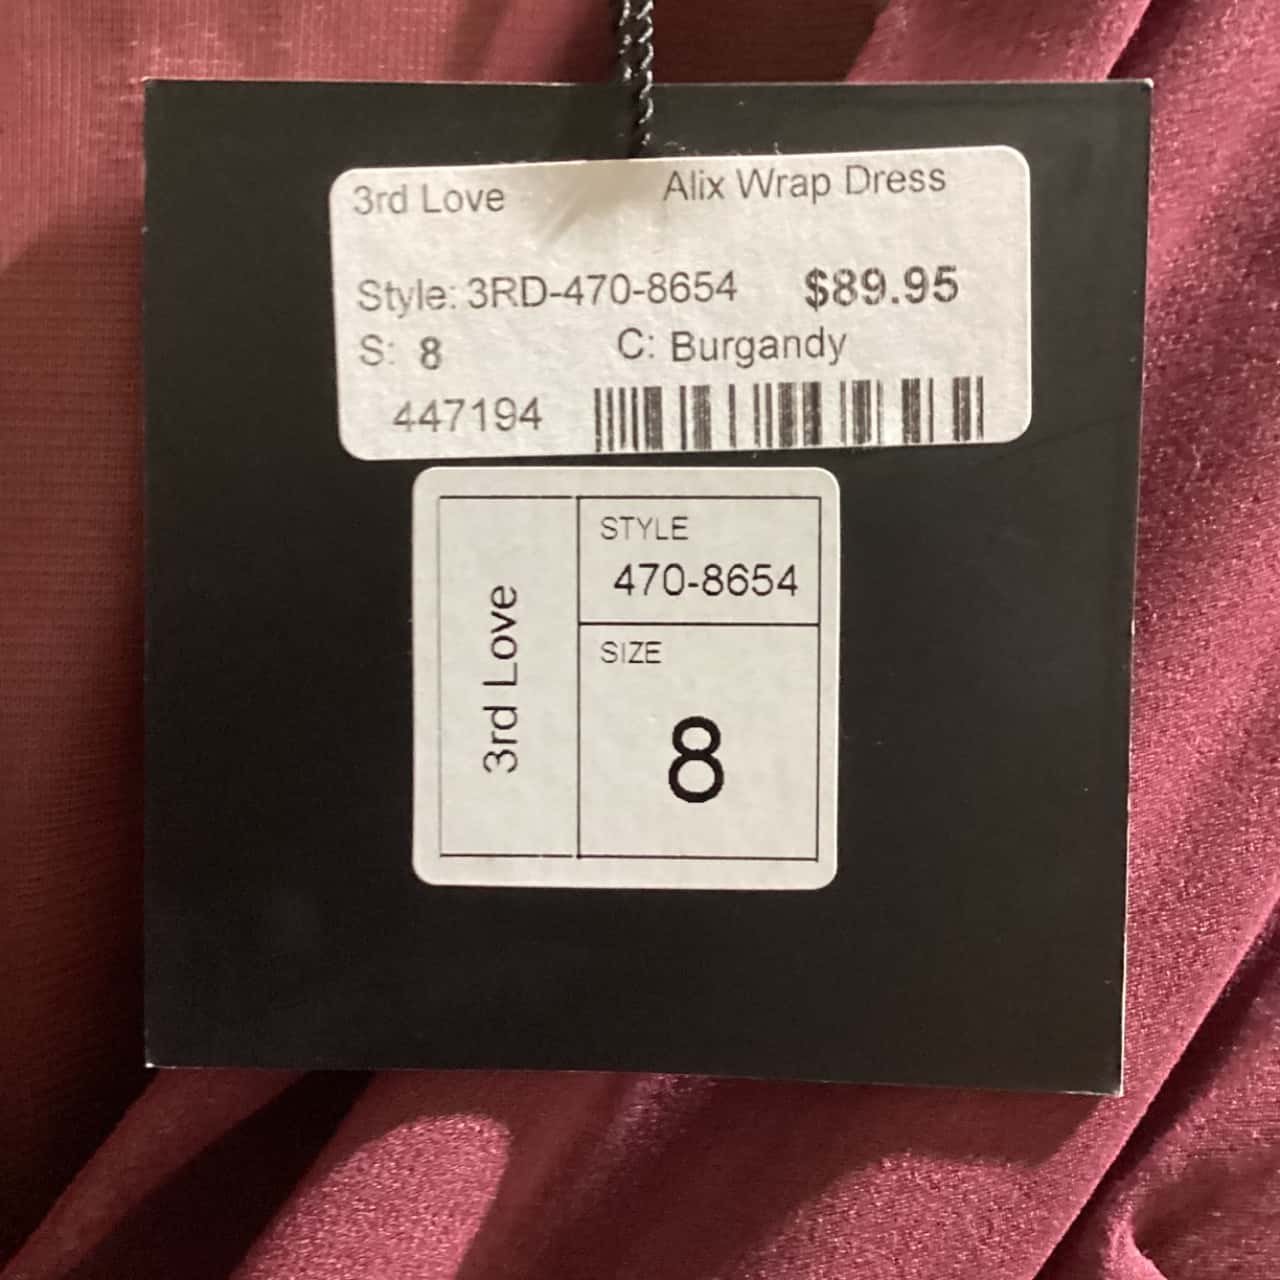 3rd Love Alix Wrap Dress
Style: 3RD-470-8654 $89.95
S: 8 C: Burgandy
447194
3rd Love
STYLE
470-8654
SIZE
8